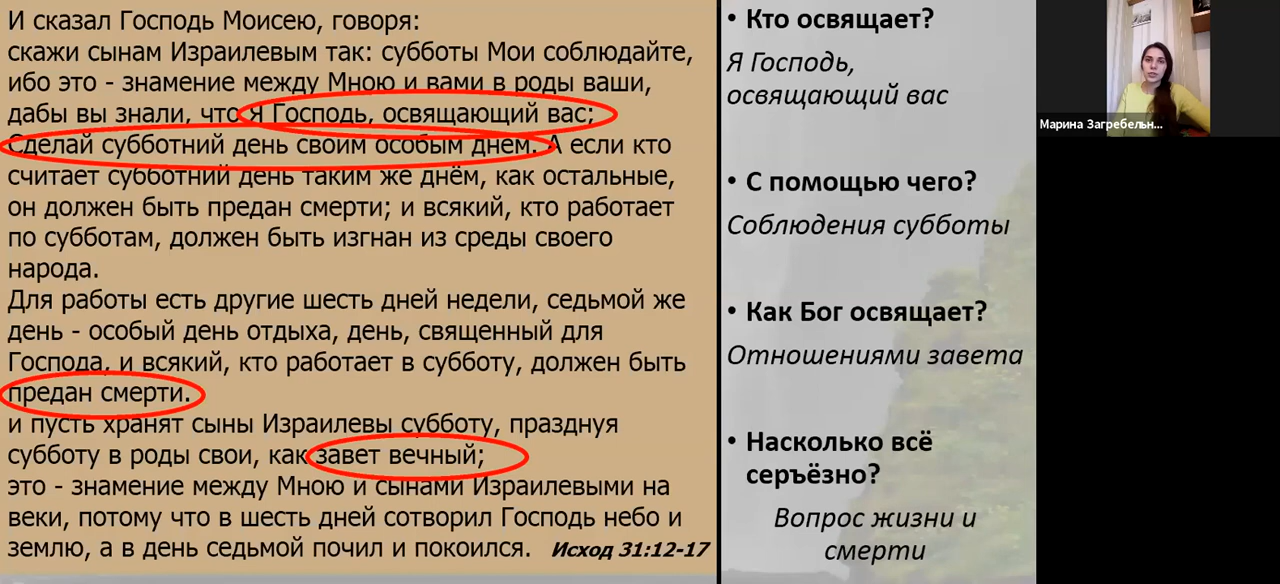 И сказал Господь Моисею, говоря:
скажи сынам Израилевым так: субботы Мои соблюдайте,
ибо это - знамение между Мною и вами в роды ваши,
дабы вы знали, что Я Господь, освящающий вас;
Сделай субботний день своим особым днем. А если кто
считает субботний день таким же днём, как остальные,
он должен быть предан смерти; и всякий, кто работает
по субботам, должен быть изгнан из среды своего
народа.
Для работы есть другие шесть дней недели, седьмой же
день - особый день отдыха, день, священный для
Господа, и всякий, кто работает в субботу, должен быть
предан смерти.
и пусть хранят сыны Израилевы субботу, празднуя
субботу в роды свои, как завет вечный;
это - знамение между Мною и сынами Израилевыми на
веки, потому что в шесть дней сотворил Господь небо и
землю, а в день седьмой почил и покоился. Исход 31:12-17
• Кто освящает?
Я Господь,
освящающий вас
• С помощью чего?
Соблюдения субботы
• Как Бог освящает?
Отношениями завета
• Насколько всё
серъёзно?
Вопрос жизни и
смерти
Марина Загребельн...